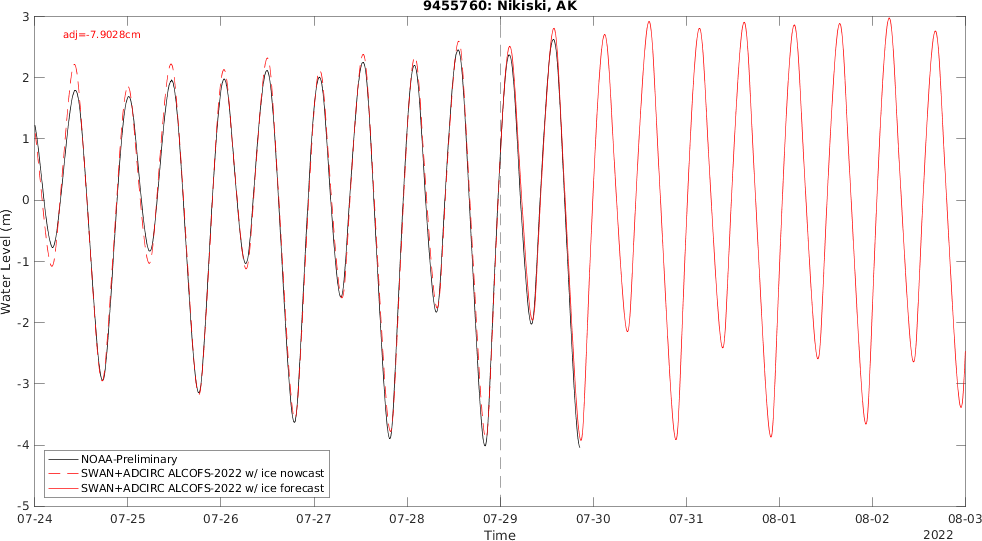 9455760: Nikiski, AK
adj=-7.9028cm
3
2
1
0
-1
-2
-3
-4
-5
Water Level (m)
NOAA-Preliminary
SWAN+ADCIRC ALCOFS-2022 w/ ice nowcast
SWAN+ADCIRC ALCOFS-2022 w/ ice forecast
07-24 07-25 07-26 07-27 07-28 07-29 07-30 07-31 08-01 08-02 08-03
Time
2022